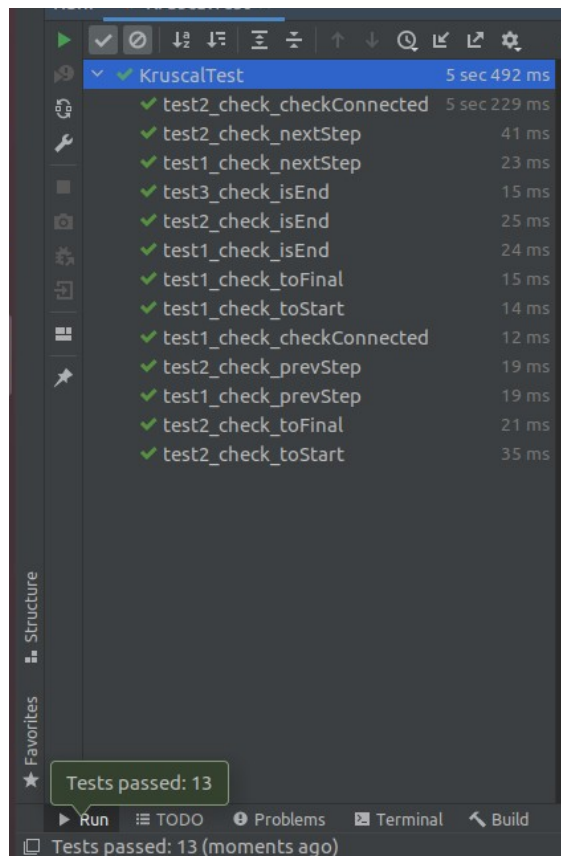 KruscalTest 5 sec 492 ms
test2_check_checkConnected 5 sec 229 ms
test2_check_nextStep 41 ms
test1_check_nextStep 23 ms
test3_check_isEnd 15 ms
test2_check_isEnd 25 ms
test1_check_isEnd 24 ms
test1_check_toFinal 15 ms
test1_check_toStart 14 ms
test1_check_checkConnected 12 ms
test2_check_prevStep 19 ms
test1_check_prevStep 19 ms
test2_check_toFinal 21 ms
test2_check_toStart 35 ms
Structure
Favorites
Tests passed: 13
Run TODO Problems Terminal Build
Tests passed: 13 (moments ago)